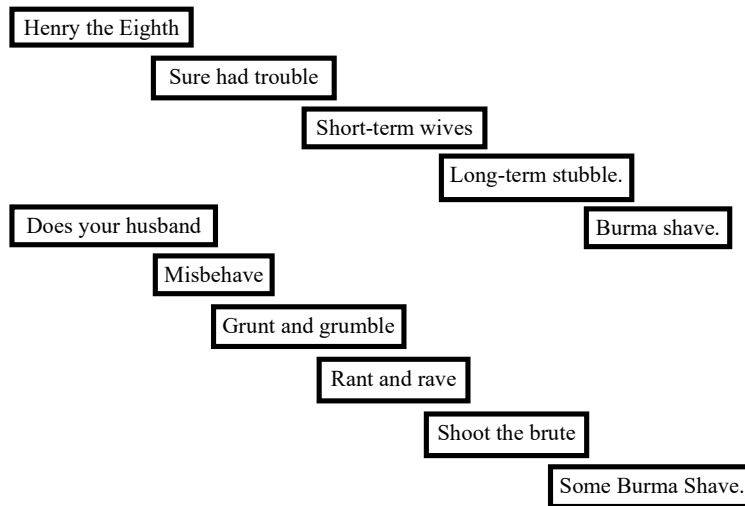 Henry the Eighth
Sure had trouble
Short-term wives
Long-term stubble.
Burma shave.
Does your husband
Misbehave
Grunt and grumble
Rant and rave
Shoot the brute
Some Burma Shave.